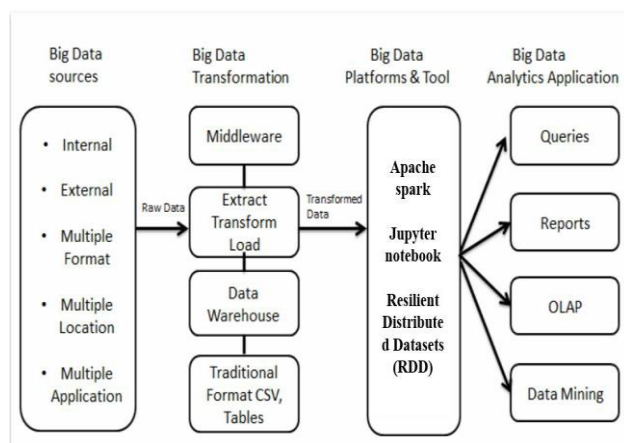 Big Data
sources
Big Data
Transformation
Big Data
Platforms & Tool
Big Data
Analytics Application
• Internal
• External
• Multiple
Format
• Multiple
Location
• Multiple
Application
Raw Data
Middleware
Extract
Transform
Load
Data
Warehouse
Traditional
Format CSV,
Tables
Transformed
Data
Apache
spark
Jupyter
notebook
Resilient
Distribute
d Datasets
(RDD)
Queries
Reports
OLAP
Data Mining